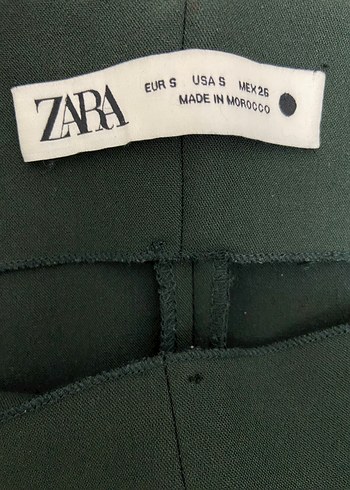 ZARA
EUR S USA S MEX 26
MADE IN MOROCCO